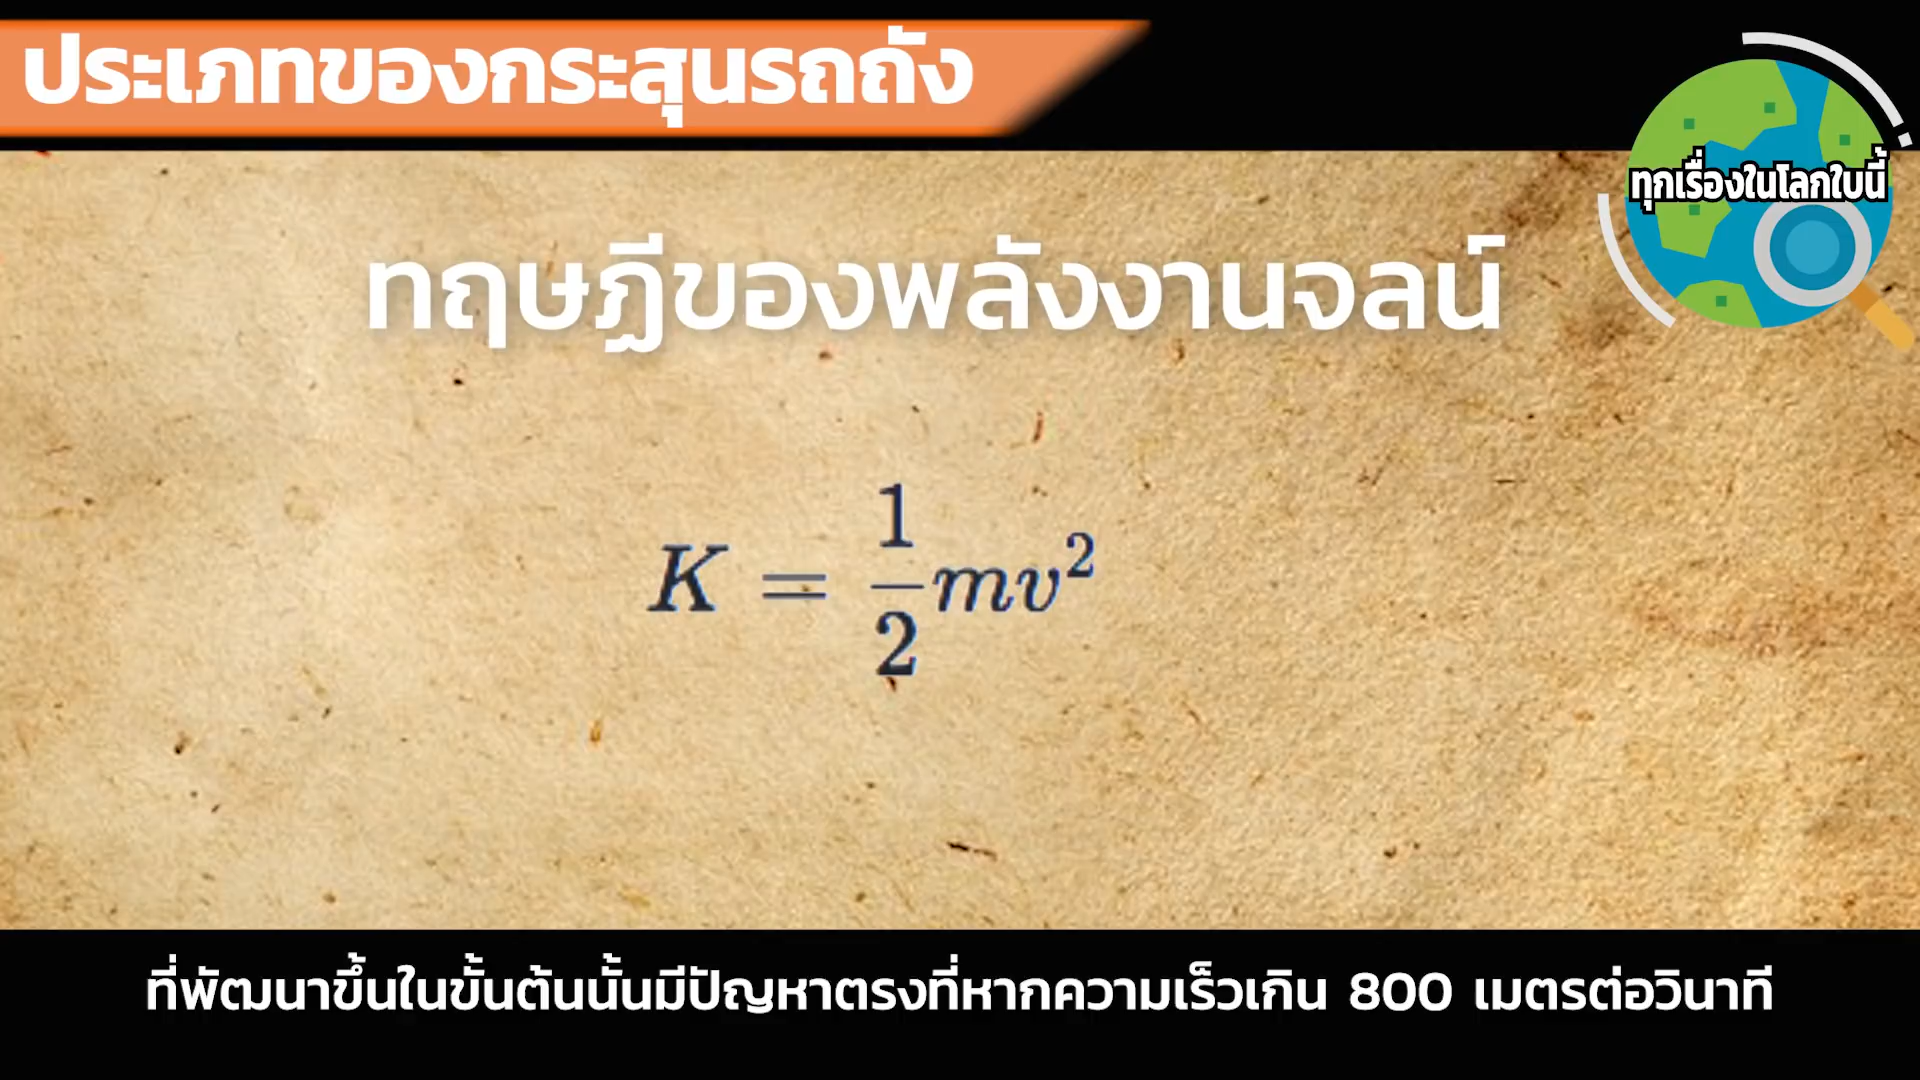 ประเภทของกระสุนรถถัง
ทุกเรื่องในโลกใบนี้
ทฤษฎีของพลังงานจลน์
K = \frac{1}{2}mv^2
ที่พัฒนาขึ้นในขั้นต้นนั้นมีปัญหาตรงที่หากความเร็วเกิน 800 เมตรต่อวินาที